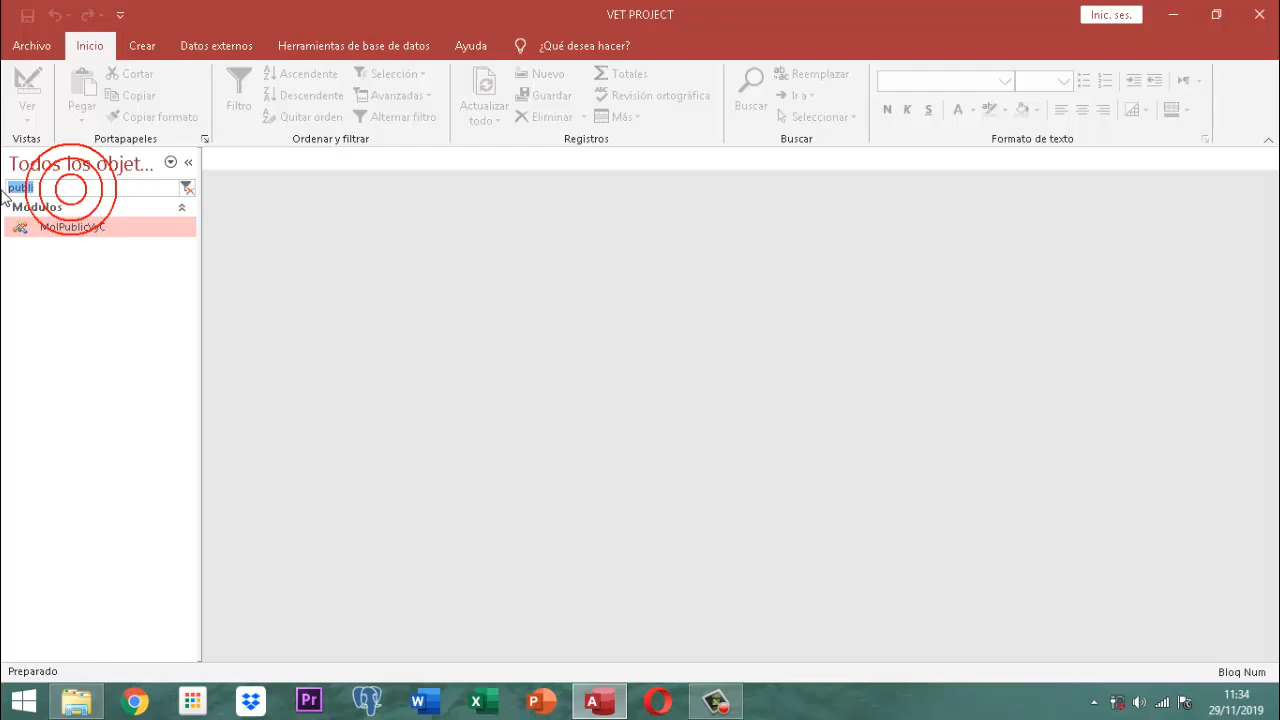 VET PROJECT
Inic. ses.
Archivo Inicio Crear Datos externos Herramientas de base de datos Ayuda ¿Qué desea hacer?
Ver
Vistas
Pegar
Cortar
Copiar
Copiar formato
Portapapeles
Filtro
Ascendente
Descendente
Quitar orden
Selección
Avanzadas
Alternar filtro
Ordenar y filtrar
Actualizar
todo
Nuevo
Guardar
Eliminar
Totales
Revisión ortográfica
Más
Registros
Buscar
Reemplazar
Ir a
Seleccionar
Buscar
N K S A
Formato de texto
Todos los objet...
publi
Módulos
MolPublicVyC
Preparado
Bloq Num
Pr
11:34
29/11/2019